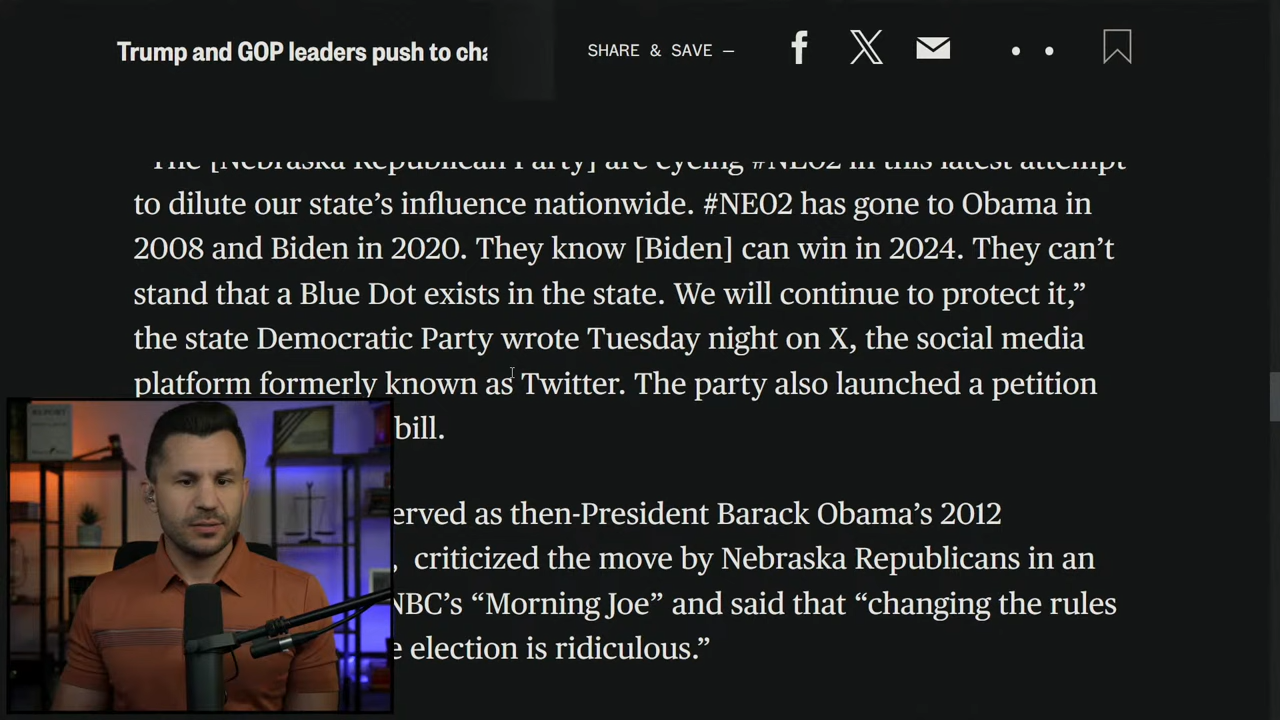 Trump and GOP leaders push to cha
SHARE & SAVE —
"The [Nebraska Republican Party] are eyeing #NE02 in this latest attempt
to dilute our state’s influence nationwide. #NE02 has gone to Obama in
2008 and Biden in 2020. They know [Biden] can win in 2024. They can’t
stand that a Blue Dot exists in the state. We will continue to protect it,”
the state Democratic Party wrote Tuesday night on X, the social media
platform formerly known as Twitter. The party also launched a petition
bill.
erved as then-President Barack Obama’s 2012
, criticized the move by Nebraska Republicans in an
NBC’s “Morning Joe” and said that “changing the rules
e election is ridiculous.”